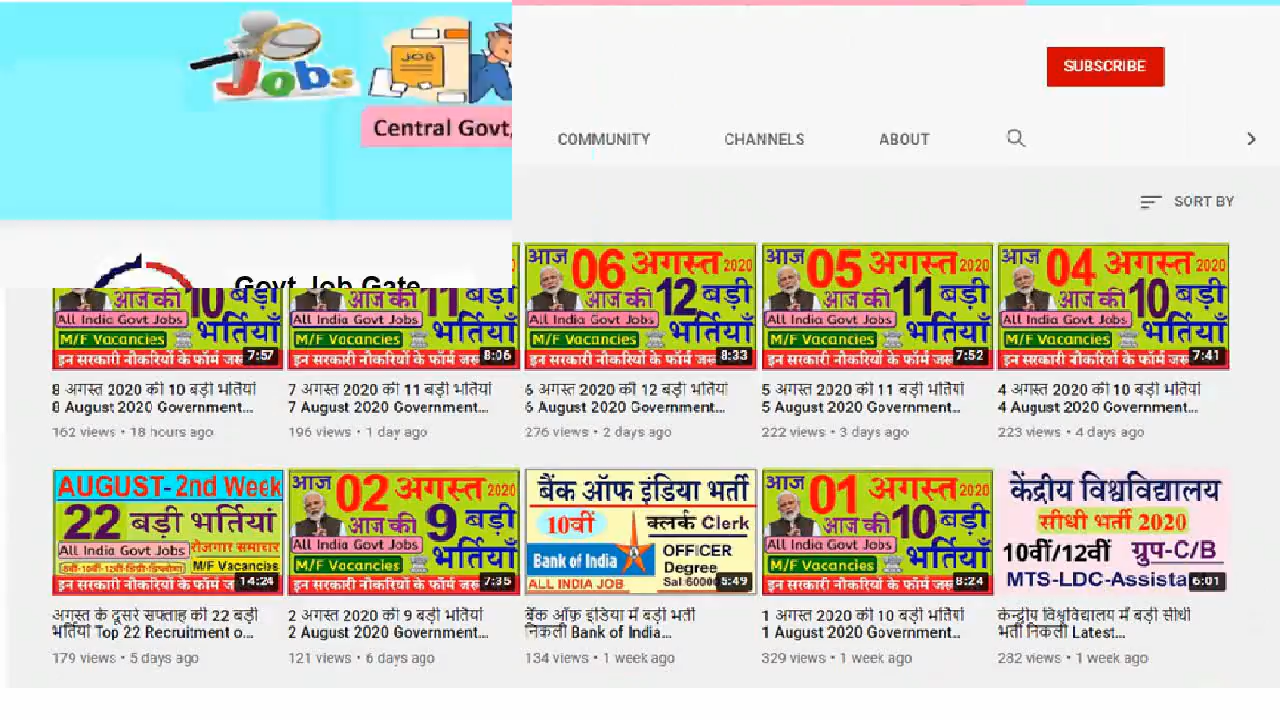 Jobs
JOB
Central Govt,
SUBSCRIBE
COMMUNITY
CHANNELS
ABOUT
SORT BY
Govt Job Gate
आज की 10 बड़ी
All India Govt Jobs
भर्तियाँ
M/F Vacancies
इन सरकारी नौकरियों के फॉर्म जरू
7:57
8 अगस्त 2020 की 10 बड़ी भर्तियां
8 August 2020 Government...
162 views • 18 hours ago
आज की 11 बड़ी
All India Govt Jobs
भर्तियाँ
M/F Vacancies
इन सरकारी नौकरियों के फॉर्म जरू
8:06
7 अगस्त 2020 की 11 बड़ी भर्तियां
7 August 2020 Government...
196 views • 1 day ago
आज 06 अगस्त 2020
आज की 12 बड़ी
All India Govt Jobs
भर्तियाँ
M/F Vacancies
इन सरकारी नौकरियों के फॉर्म जरू
8:33
6 अगस्त 2020 की 12 बड़ी भर्तियां
6 August 2020 Government...
276 views • 2 days ago
आज 05 अगस्त 2020
आज की 11 बड़ी
All India Govt Jobs
भर्तियाँ
M/F Vacancies
इन सरकारी नौकरियों के फॉर्म जरू
7:52
5 अगस्त 2020 की 11 बड़ी भर्तियां
5 August 2020 Government...
222 views • 3 days ago
आज 04 अगस्त 2020
आज की 10 बड़ी
All India Govt Jobs
भर्तियाँ
M/F Vacancies
इन सरकारी नौकरियों के फॉर्म जरू
7:41
4 अगस्त 2020 की 10 बड़ी भर्तियां
4 August 2020 Government...
223 views • 4 days ago
AUGUST- 2nd Week
22 बड़ी भर्तियां
All India Govt Jobs रोजगार समाचार
M/F Vacancies
इन सरकारी नौकरियों के फॉर्म ज
14:24
अगस्त के दूसरे सप्ताह की 22 बड़ी
भर्तियां Top 22 Recruitment o...
179 views • 5 days ago
आज 02 अगस्त 2020
आज की 9 बड़ी
All India Govt Jobs
भर्तियाँ
M/F Vacancies
इन सरकारी नौकरियों के फॉर्म जरू
7:35
2 अगस्त 2020 की 9 बड़ी भर्तियां
2 August 2020 Government...
121 views • 6 days ago
बैंक ऑफ इंडिया भर्ती
10वीं क्लर्क Clerk
Bank of India
OFFICER
Degree
ALL INDIA JOB
Sal:60000
5:49
बैंक ऑफ़ इंडिया में बड़ी भर्ती
निकली Bank of India...
134 views • 1 week ago
आज 01 अगस्त 2020
आज की 10 बड़ी
All India Govt Jobs
भर्तियाँ
M/F Vacancies
इन सरकारी नौकरियों के फॉर्म जरू
8:24
1 अगस्त 2020 की 10 बड़ी भर्तियां
1 August 2020 Government...
329 views • 1 week ago
केंद्रीय विश्वविद्यालय
सीधी भर्ती 2020
10वीं/12वीं ग्रुप-C/B
MTS-LDC-Assista
6:01
केन्द्रीय विश्वविद्यालय में बड़ी सीधी
भर्ती निकली Latest...
282 views • 1 week ago